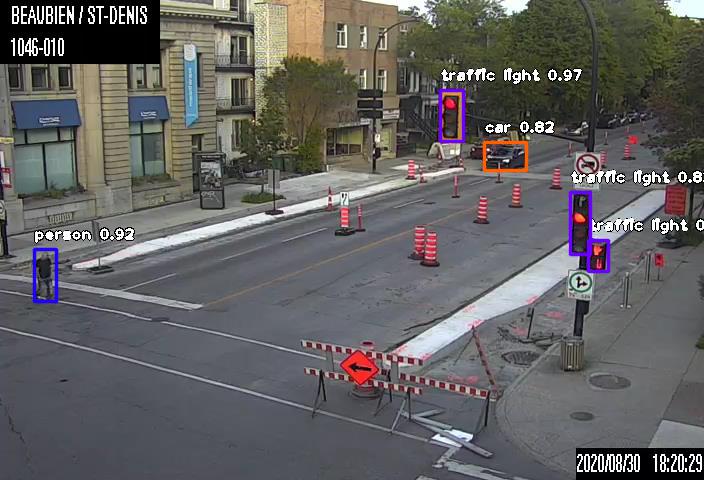 BEAUBIEN / ST-DENIS
1046-010
traffic light 0.97
car 0.82
traffic light 0.8
traffic light 0
person 0.92
2020/08/30 18:20:29